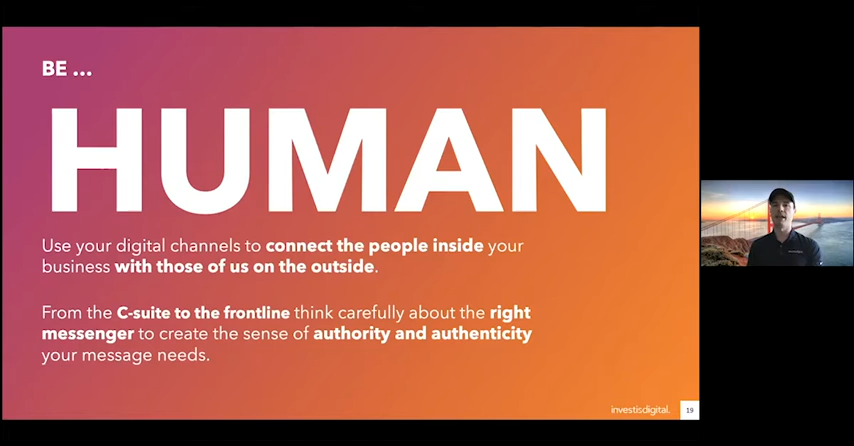 BE ...
HUMAN
Use your digital channels to connect the people inside your
business with those of us on the outside.
From the C-suite to the frontline think carefully about the right
messenger to create the sense of authority and authenticity
your message needs.
investisdigital.
19